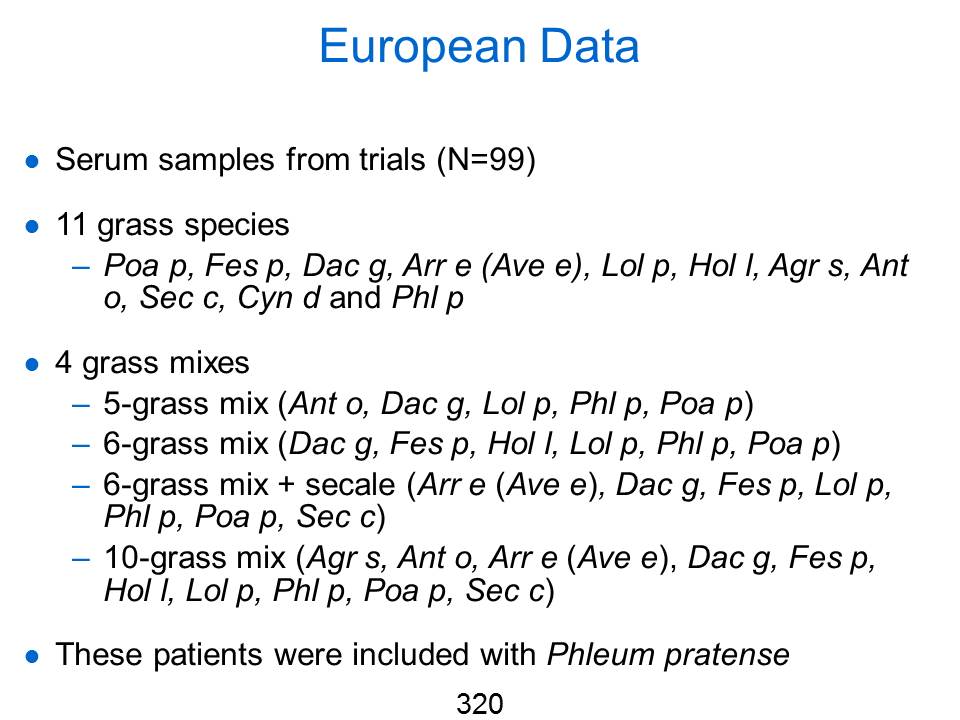 European Data
● Serum samples from trials (N=99)
● 11 grass species
– Poa p, Fes p, Dac g, Arr e (Ave e), Lol p, Hol l, Agr s, Ant
o, Sec c, Cyn d and Phl p
● 4 grass mixes
– 5-grass mix (Ant o, Dac g, Lol p, Phl p, Poa p)
– 6-grass mix (Dac g, Fes p, Hol l, Lol p, Phl p, Poa p)
– 6-grass mix + secale (Arr e (Ave e), Dac g, Fes p, Lol p,
Phl p, Poa p, Sec c)
– 10-grass mix (Agr s, Ant o, Arr e (Ave e), Dac g, Fes p,
Hol l, Lol p, Phl p, Poa p, Sec c)
● These patients were included with Phleum pratense
320